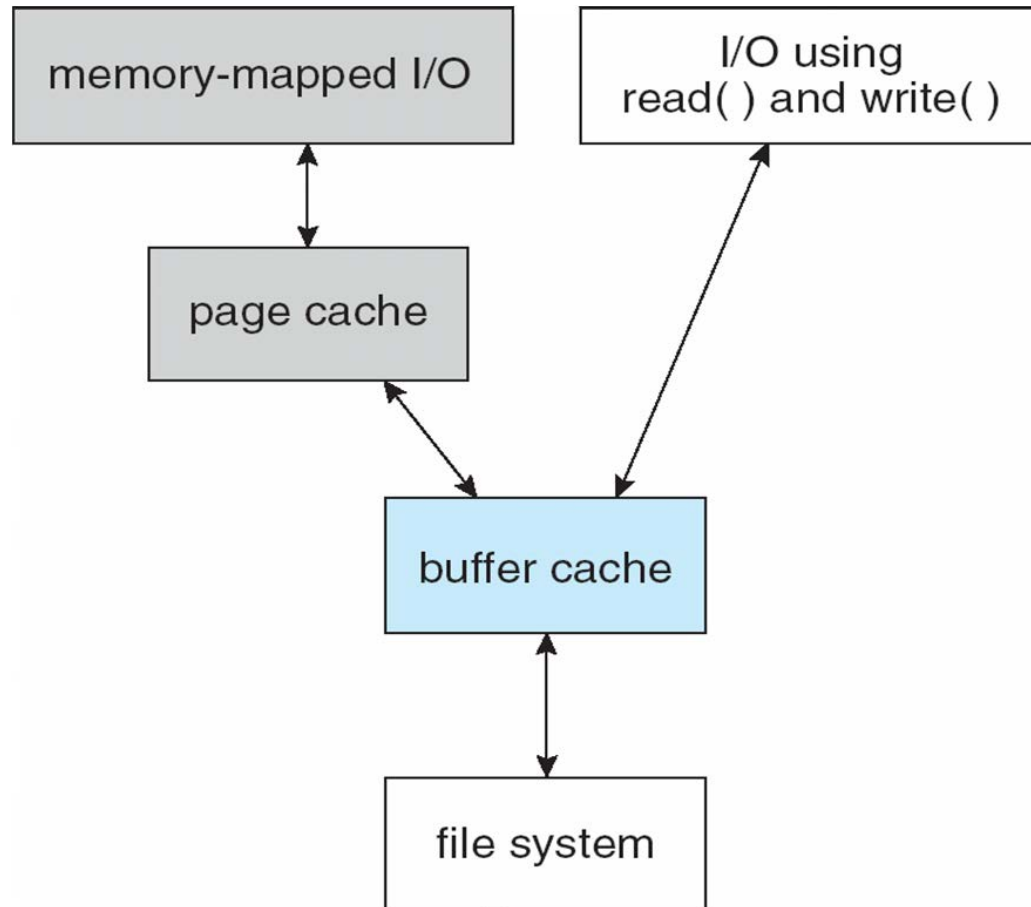 memory-mapped I/O
I/O using
read( ) and write( )
page cache
buffer cache
file system